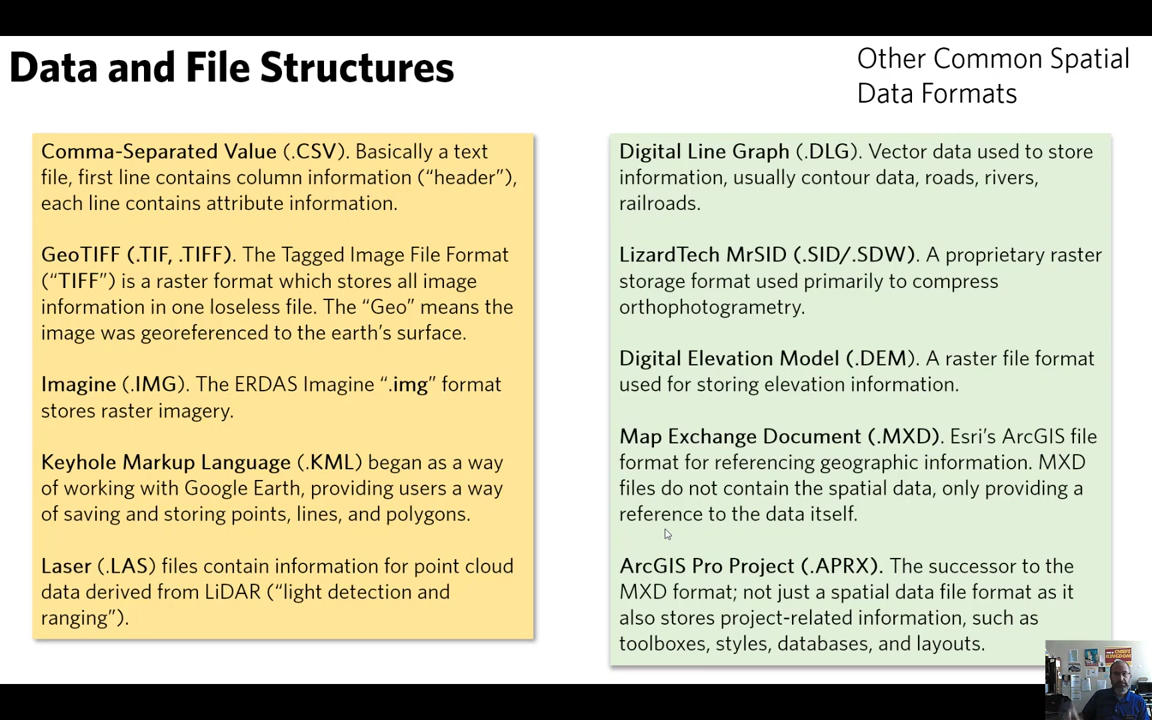 Data and File Structures
Other Common Spatial
Data Formats
Comma-Separated Value (.CSV). Basically a text
file, first line contains column information (“header”),
each line contains attribute information.
GeoTIFF (.TIF, .TIFF). The Tagged Image File Format
(“TIFF”) is a raster format which stores all image
information in one loseless file. The “Geo” means the
image was georeferenced to the earth’s surface.
Imagine (.IMG). The ERDAS Imagine “.img” format
stores raster imagery.
Keyhole Markup Language (.KML) began as a way
of working with Google Earth, providing users a way
of saving and storing points, lines, and polygons.
Laser (.LAS) files contain information for point cloud
data derived from LiDAR (“light detection and
ranging”).
Digital Line Graph (.DLG). Vector data used to store
information, usually contour data, roads, rivers,
railroads.
LizardTech MrSID (.SID/.SDW). A proprietary raster
storage format used primarily to compress
orthophotogrametry.
Digital Elevation Model (.DEM). A raster file format
used for storing elevation information.
Map Exchange Document (.MXD). Esri’s ArcGIS file
format for referencing geographic information. MXD
files do not contain the spatial data, only providing a
reference to the data itself.
ArcGIS Pro Project (.APRX). The successor to the
MXD format; not just a spatial data file format as it
also stores project-related information, such as
toolboxes, styles, databases, and layouts.